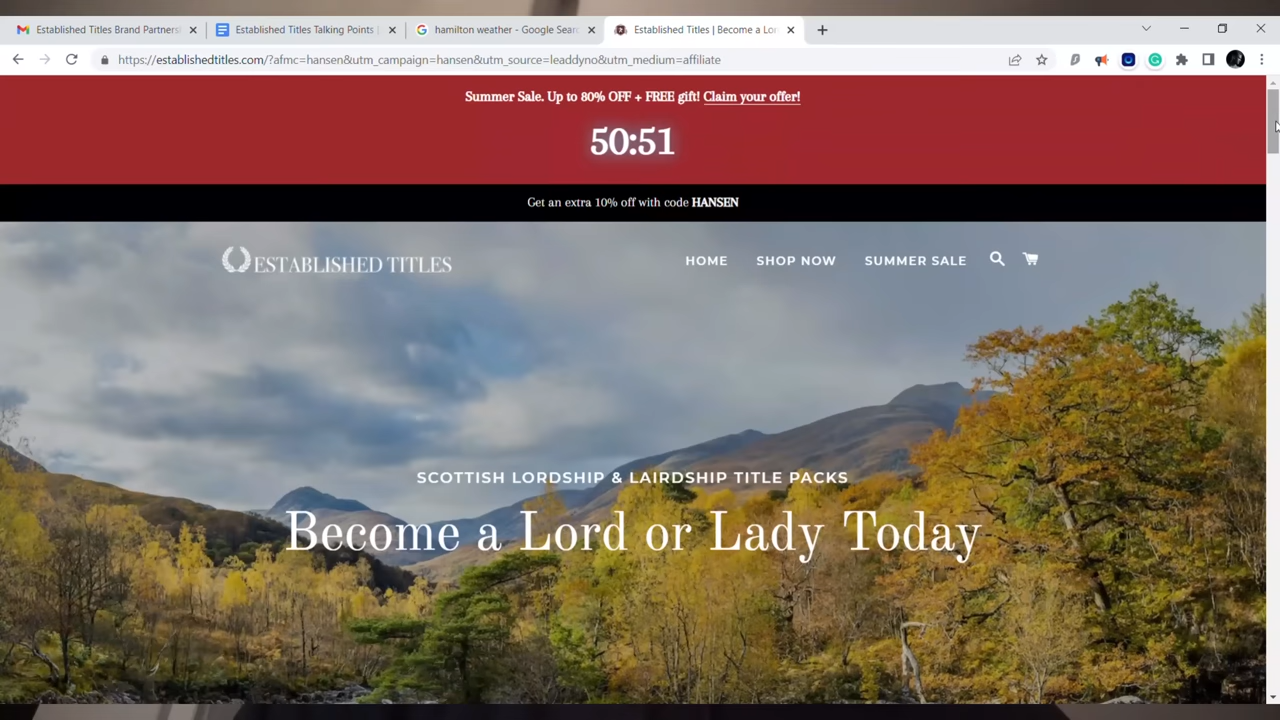 Established Titles Brand Partners
Established Titles Talking Points
hamilton weather - Google Sear
Established Titles | Become a Lor
https://establishedtitles.com/?afmc=hansen&utm_campaign=hansen&utm_source=leaddyno&utm_medium=affiliate
Summer Sale. Up to 80% OFF + FREE gift! Claim your offer!
50:51
Get an extra 10% off with code HANSEN
ESTABLISHED TITLES
HOME SHOP NOW SUMMER SALE
SCOTTISH LORDSHIP & LAIRDSHIP TITLE PACKS
Become a Lord or Lady Today